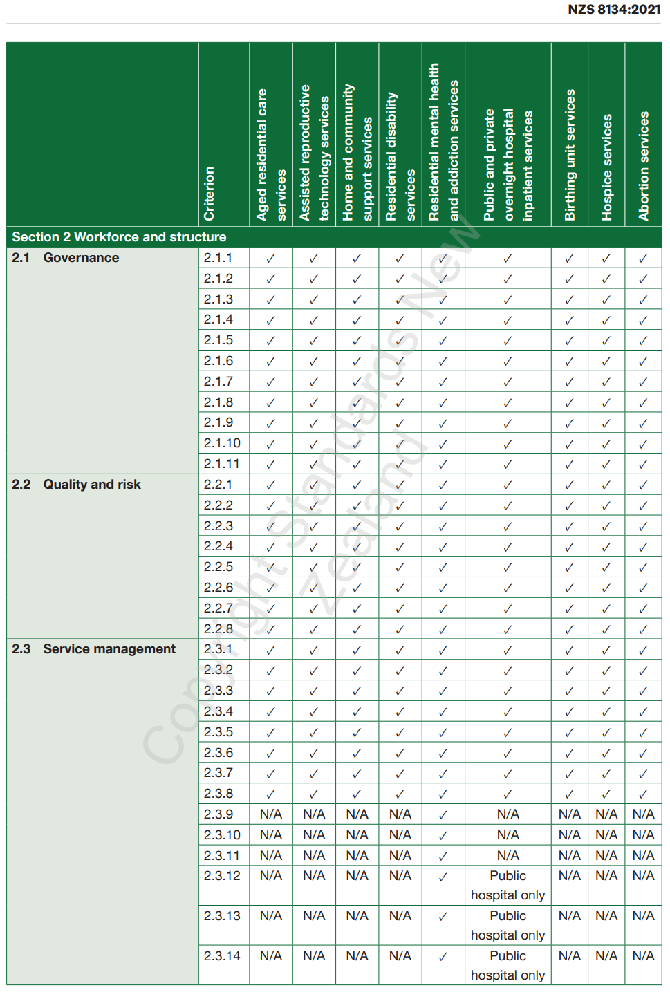 NZS 8134:2021
Criterion
Aged residential care
services
Assisted reproductive
technology services
Home and community
support services
Residential disability
services
Residential mental health
and addiction services
Public and private
overnight hospital
inpatient services
Birthing unit services
Hospice services
Abortion services
Section 2 Workforce and structure
2.1 Governance 2.1.1 ✓ ✓ ✓ ✓ ✓ ✓ ✓ ✓ ✓
2.1.2 ✓ ✓ ✓ ✓ ✓ ✓ ✓ ✓ ✓
2.1.3 ✓ ✓ ✓ ✓ ✓ ✓ ✓ ✓ ✓
2.1.4 ✓ ✓ ✓ ✓ ✓ ✓ ✓ ✓ ✓
2.1.5 ✓ ✓ ✓ ✓ ✓ ✓ ✓ ✓ ✓
2.1.6 ✓ ✓ ✓ ✓ ✓ ✓ ✓ ✓ ✓
2.1.7 ✓ ✓ ✓ ✓ ✓ ✓ ✓ ✓ ✓
2.1.8 ✓ ✓ ✓ ✓ ✓ ✓ ✓ ✓ ✓
2.1.9 ✓ ✓ ✓ ✓ ✓ ✓ ✓ ✓ ✓
2.1.10 ✓ ✓ ✓ ✓ ✓ ✓ ✓ ✓ ✓
2.1.11 ✓ ✓ ✓ ✓ ✓ ✓ ✓ ✓ ✓
2.2 Quality and risk 2.2.1 ✓ ✓ ✓ ✓ ✓ ✓ ✓ ✓ ✓
2.2.2 ✓ ✓ ✓ ✓ ✓ ✓ ✓ ✓ ✓
2.2.3 ✓ ✓ ✓ ✓ ✓ ✓ ✓ ✓ ✓
2.2.4 ✓ ✓ ✓ ✓ ✓ ✓ ✓ ✓ ✓
2.2.5 ✓ ✓ ✓ ✓ ✓ ✓ ✓ ✓ ✓
2.2.6 ✓ ✓ ✓ ✓ ✓ ✓ ✓ ✓ ✓
2.2.7 ✓ ✓ ✓ ✓ ✓ ✓ ✓ ✓ ✓
2.2.8 ✓ ✓ ✓ ✓ ✓ ✓ ✓ ✓ ✓
2.3 Service management 2.3.1 ✓ ✓ ✓ ✓ ✓ ✓ ✓ ✓ ✓
2.3.2 ✓ ✓ ✓ ✓ ✓ ✓ ✓ ✓ ✓
2.3.3 ✓ ✓ ✓ ✓ ✓ ✓ ✓ ✓ ✓
2.3.4 ✓ ✓ ✓ ✓ ✓ ✓ ✓ ✓ ✓
2.3.5 ✓ ✓ ✓ ✓ ✓ ✓ ✓ ✓ ✓
2.3.6 ✓ ✓ ✓ ✓ ✓ ✓ ✓ ✓ ✓
2.3.7 ✓ ✓ ✓ ✓ ✓ ✓ ✓ ✓ ✓
2.3.8 ✓ ✓ ✓ ✓ ✓ ✓ ✓ ✓ ✓
2.3.9 N/A N/A N/A N/A ✓ N/A N/A N/A N/A
2.3.10 N/A N/A N/A N/A ✓ N/A N/A N/A N/A
2.3.11 N/A N/A N/A N/A ✓ N/A N/A N/A N/A
2.3.12 N/A N/A N/A N/A ✓ Public N/A N/A N/A
hospital only
2.3.13 N/A N/A N/A N/A ✓ Public N/A N/A N/A
hospital only
2.3.14 N/A N/A N/A N/A ✓ Public N/A N/A N/A
hospital only
Copyright Standards New
Zealand